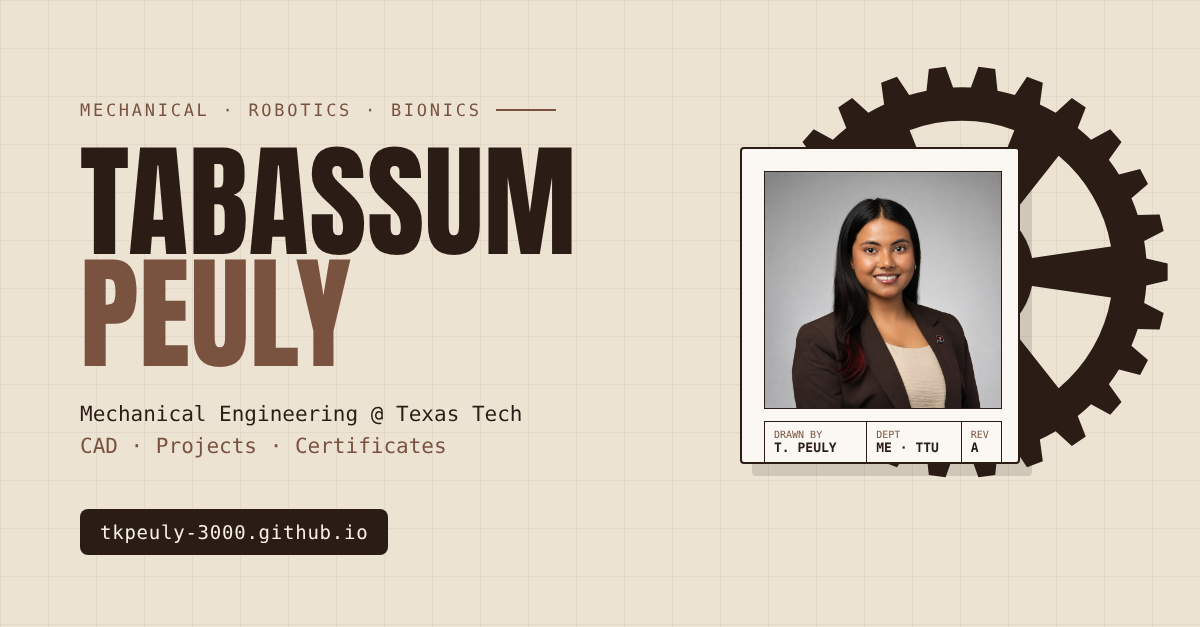 MECHANICAL · ROBOTICS · BIONICS
TABASSUM
PEULY
Mechanical Engineering @ Texas Tech
CAD · Projects · Certificates
tkpeuly-3000.github.io
DRAWN BY DEPT REV
T. PEULY ME · TTU A